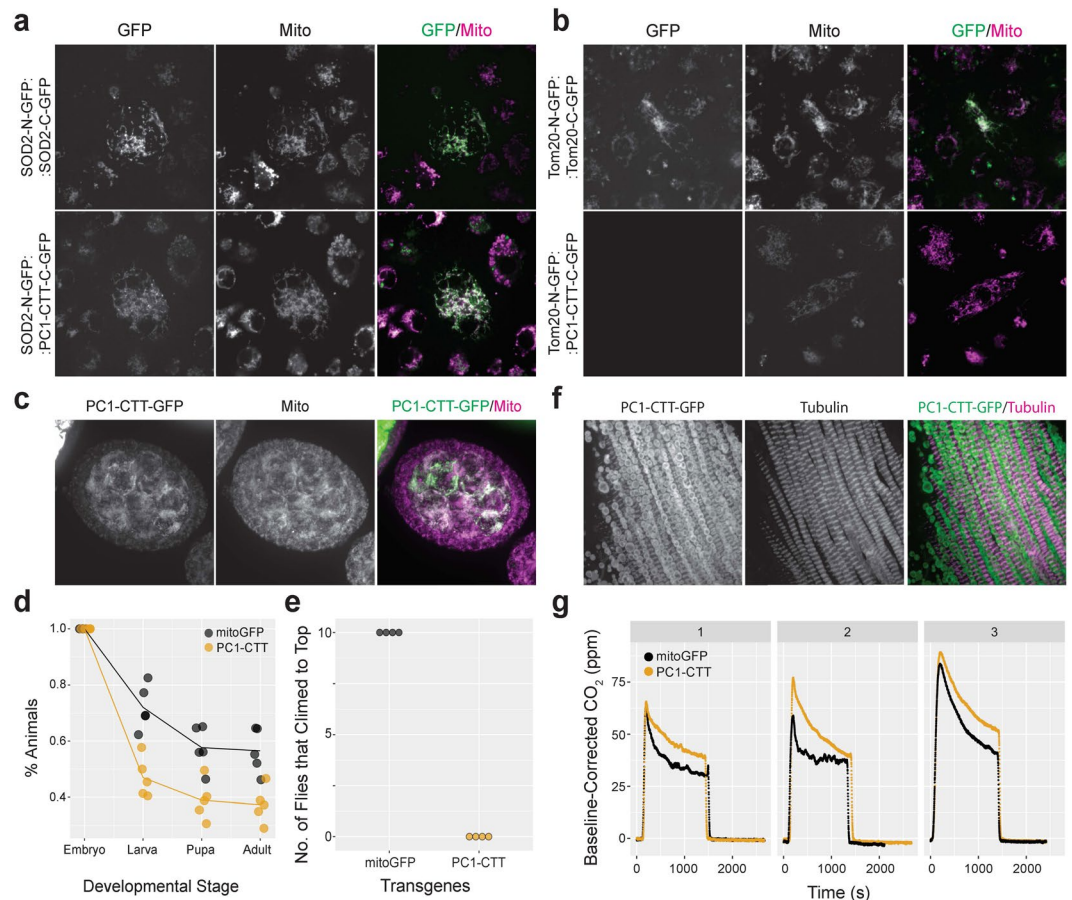 a
GFP
Mito
GFP/Mito
SOD2-N-GFP:
:SOD2-C-GFP
SOD2-N-GFP:
:PC1-CTT-C-GFP
b
GFP
Mito
GFP/Mito
Tom20-N-GFP:
:Tom20-C-GFP
Tom20-N-GFP:
:PC1-CTT-C-GFP
c
PC1-CTT-GFP
Mito
PC1-CTT-GFP/Mito
f
PC1-CTT-GFP
Tubulin
PC1-CTT-GFP/Tubulin
d
% Animals
1.0
0.8
0.6
0.4
mitoGFP
PC1-CTT
Embryo
Larva
Pupa
Adult
Developmental Stage
e
No. of Flies that Climed to Top
10
5
0
mitoGFP
PC1-CTT
Transgenes
g
Baseline-Corrected CO2 (ppm)
1
2
3
mitoGFP
PC1-CTT
75
50
25
0
0 1000 2000
0 1000 2000
0 1000 2000
Time (s)